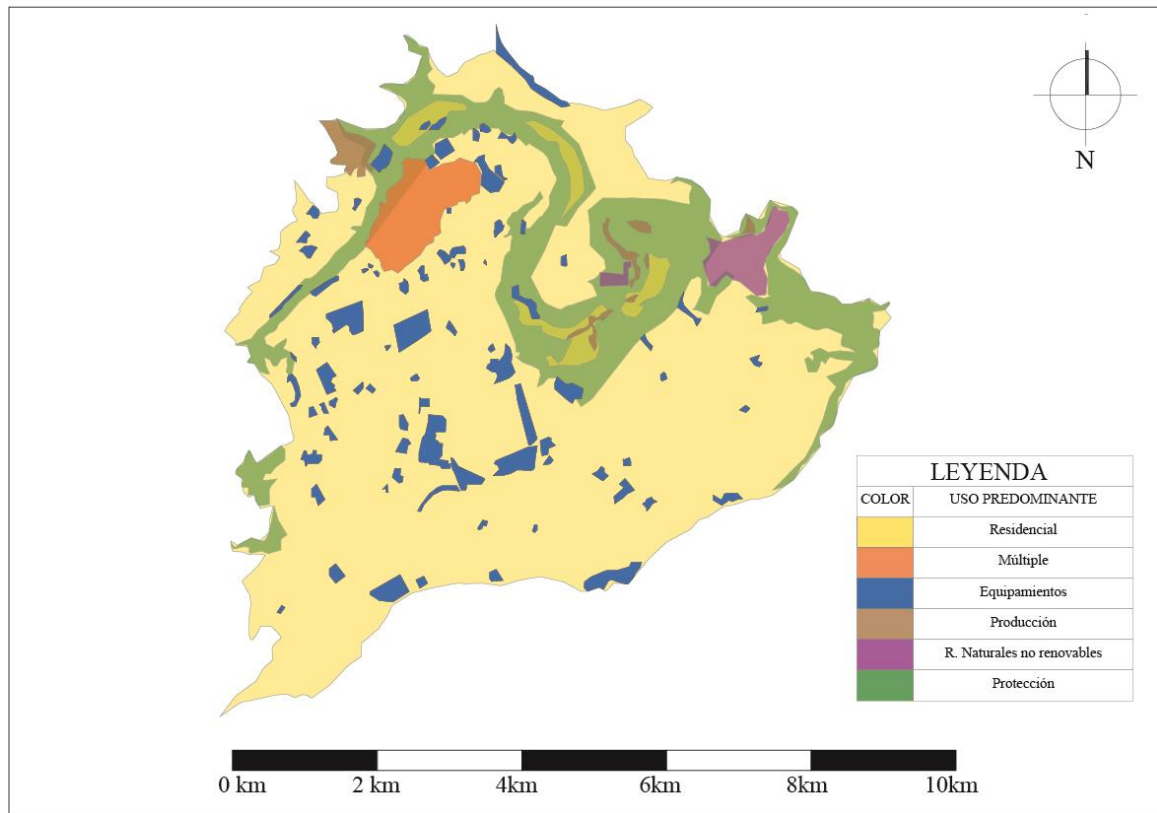 N
LEYENDA
COLOR USO PREDOMINANTE
Residencial
Múltiple
Equipamientos
Producción
R. Naturales no renovables
Protección
0 km 2 km 4km 6km 8km 10km